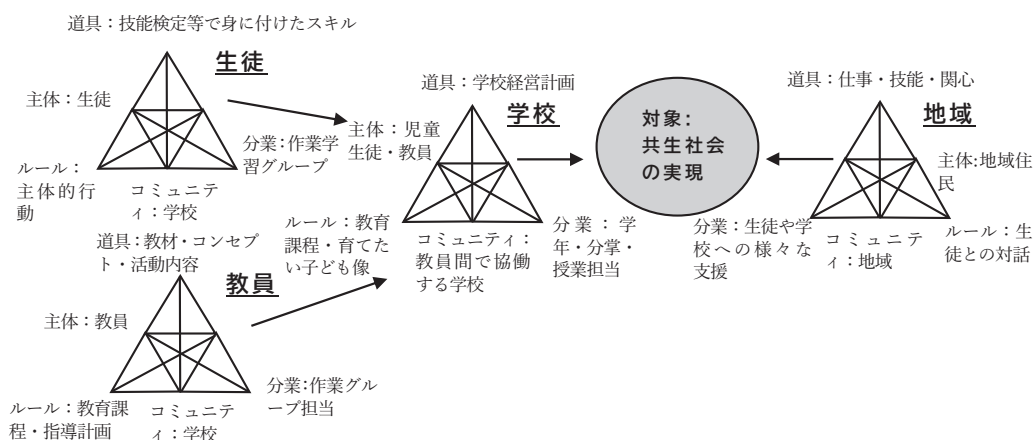 道具：技能検定等で身に付けたスキル
生徒
主体：生徒
ルール：
主体的行
動
コミュニテ
ィ：学校
分業：作業学
習グループ
道具：教材・コンセプ
ト・活動内容
教員
主体：教員
ルール：教育課
程・指導計画
コミュニテ
ィ：学校
分業：作業グル
ープ担当
道具：学校経営計画
学校
主体：児童
生徒・教員
ルール：教育
課程・育てた
い子ども像
コミュニティ：
教員間で協働
する学校
分業：学
年・分掌・
授業担当
対象：
共生社会
の実現
道具：仕事・技能・関心
地域
主体：地域住
民
分業：生徒や学
校への様々な
支援
コミュニテ
ィ：地域
ルール：生
徒との対話